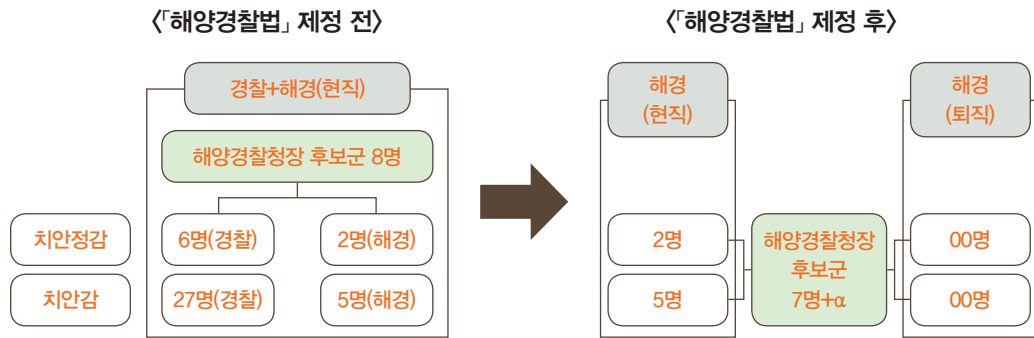 〈「해양경찰법」 제정 전〉
경찰+해경(현직)
해양경찰청장 후보군 8명
치안정감
6명(경찰)
2명(해경)
치안감
27명(경찰)
5명(해경)
〈「해양경찰법」 제정 후〉
해경
(현직)
해경
(퇴직)
2명
5명
해양경찰청장
후보군
7명+α
00명
00명